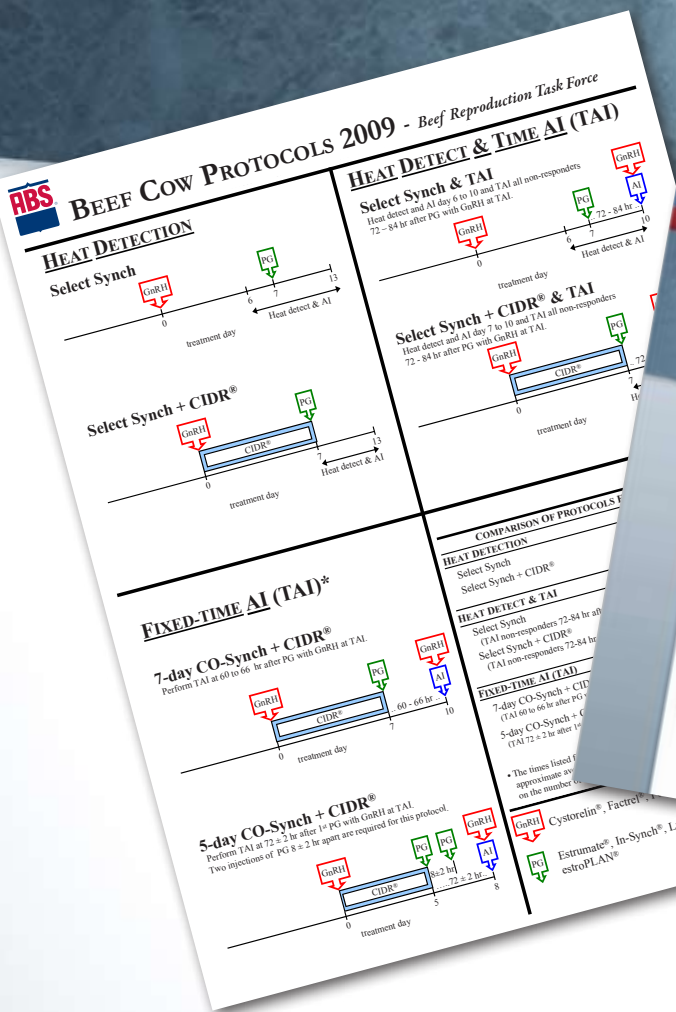 ABS
BEEF COW PROTOCOLS 2009 - Beef Reproduction Task Force
HEAT DETECTION
Select Synch
GnRH
PG
0
6
7
13
treatment day
Heat detect & AI
Select Synch + CIDR®
GnRH
PG
CIDR®
0
7
13
treatment day
Heat detect & AI
HEAT DETECT & TIME AI (TAI)
Select Synch & TAI
Heat detect and AI day 6 to 10 and TAI all non-responders
72 – 84 hr after PG with GnRH at TAI.
GnRH
PG
GnRH
AI
.. 72 - 84 hr ..
0
6
7
10
treatment day
Heat detect & AI
Select Synch + CIDR® & TAI
Heat detect and AI day 7 to 10 and TAI all non-responders
72 - 84 hr after PG with GnRH at TAI.
GnRH
PG
CIDR®
.. 72
0
7
treatment day
FIXED-TIME AI (TAI)*
7-day CO-Synch + CIDR®
Perform TAI at 60 to 66 hr after PG with GnRH at TAI.
GnRH
PG
GnRH
AI
CIDR®
.. 60 - 66 hr ..
0
7
10
treatment day
5-day CO-Synch + CIDR®
Perform TAI at 72 ± 2 hr after 1st PG with GnRH at TAI.
Two injections of PG 8 ± 2 hr apart are required for this protocol.
GnRH
PG
PG
GnRH
AI
CIDR®
8±2 hr
.....72 ± 2 hr..
0
5
8
treatment day
COMPARISON OF PROTOCOLS
HEAT DETECTION
Select Synch
Select Synch + CIDR®
HEAT DETECT & TAI
Select Synch
(TAI non-responders 72-84 hr
Select Synch + CIDR®
(TAI non-responders 72-84 hr
FIXED-TIME AI (TAI)
7-day CO-Synch +
(TAI 60 to 66 hr after PG
5-day CO-Synch +
(TAI 72 ± 2 hr after 1st
• The times listed
approximate
on the number
GnRH
Cystorelin®, Factrel®,
PG
Estrumate®, In-Synch®,
estroPLAN®